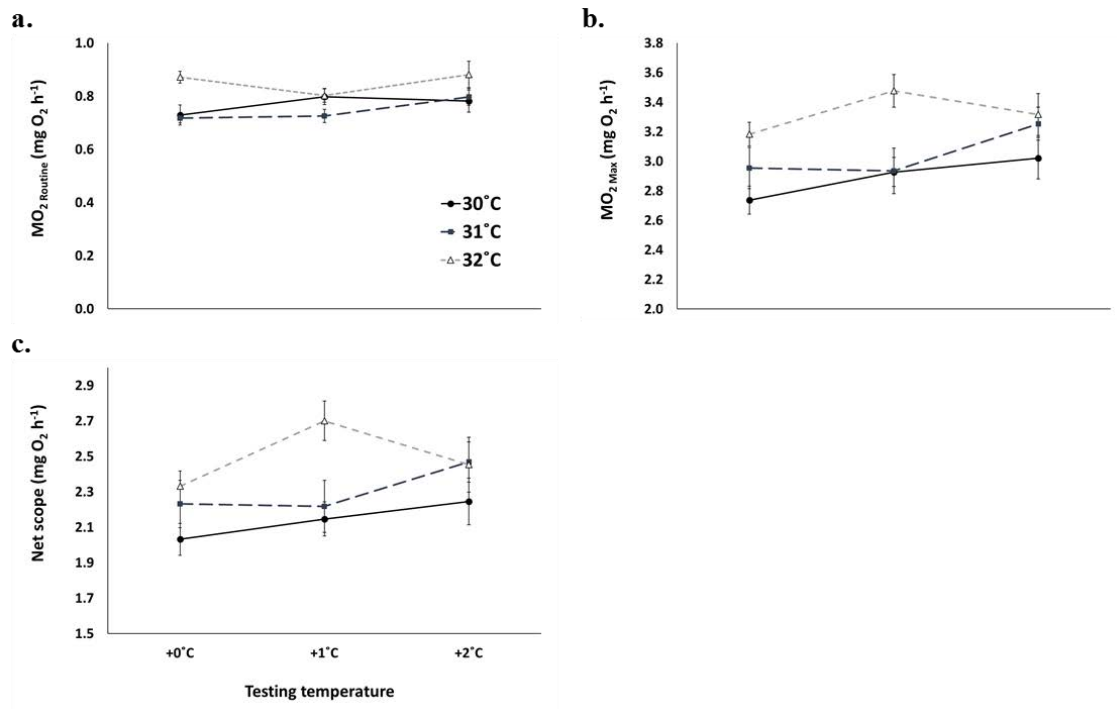 a.
1.0
0.8
0.6
0.4
0.2
0.0
MO₂ Routine (mg O₂ h⁻¹)
30˚C
31˚C
32˚C
b.
3.8
3.6
3.4
3.2
3.0
2.8
2.6
2.4
2.2
2.0
MO₂ Max (mg O₂ h⁻¹)
c.
2.9
2.7
2.5
2.3
2.1
1.9
1.7
1.5
Net scope (mg O₂ h⁻¹)
+0˚C +1˚C +2˚C
Testing temperature